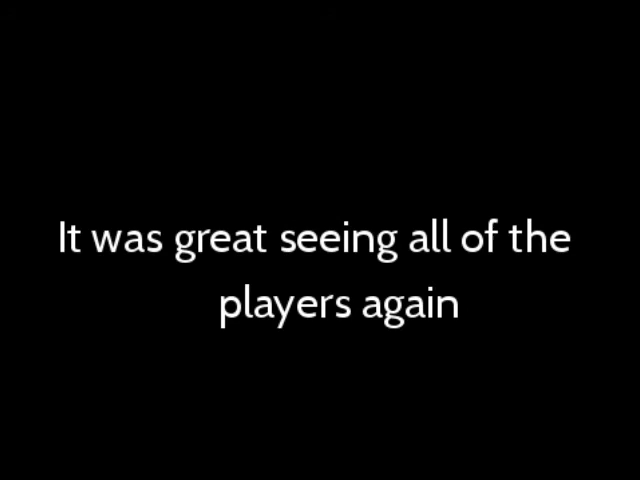 It was great seeing all of the
players again